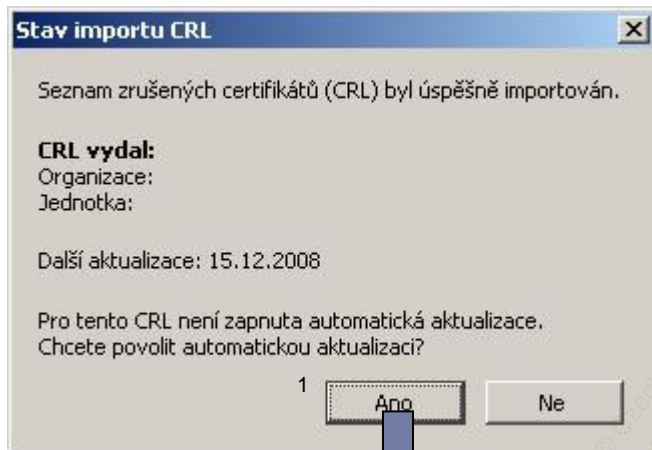 Stav importu CRL
Seznam zrušených certifikátů (CRL) byl úspěšně importován.
CRL vydal:
Organizace:
Jednotka:
Další aktualizace: 15.12.2008
Pro tento CRL není zapnuta automatická aktualizace.
Chcete povolit automatickou aktualizaci?
1
Ano
Ne